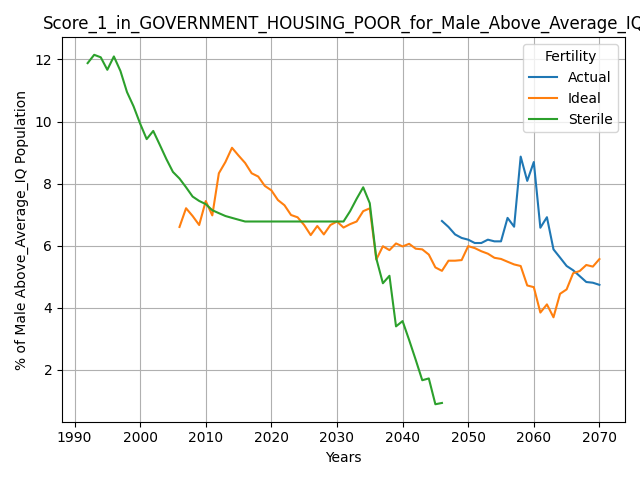 Score_1_in_GOVERNMENT_HOUSING_POOR_for_Male_Above_Average_IQ
Fertility
Actual
Ideal
Sterile
% of Male Above_Average_IQ Population
12
10
8
6
4
2
1990 2000 2010 2020 2030 2040 2050 2060 2070
Years